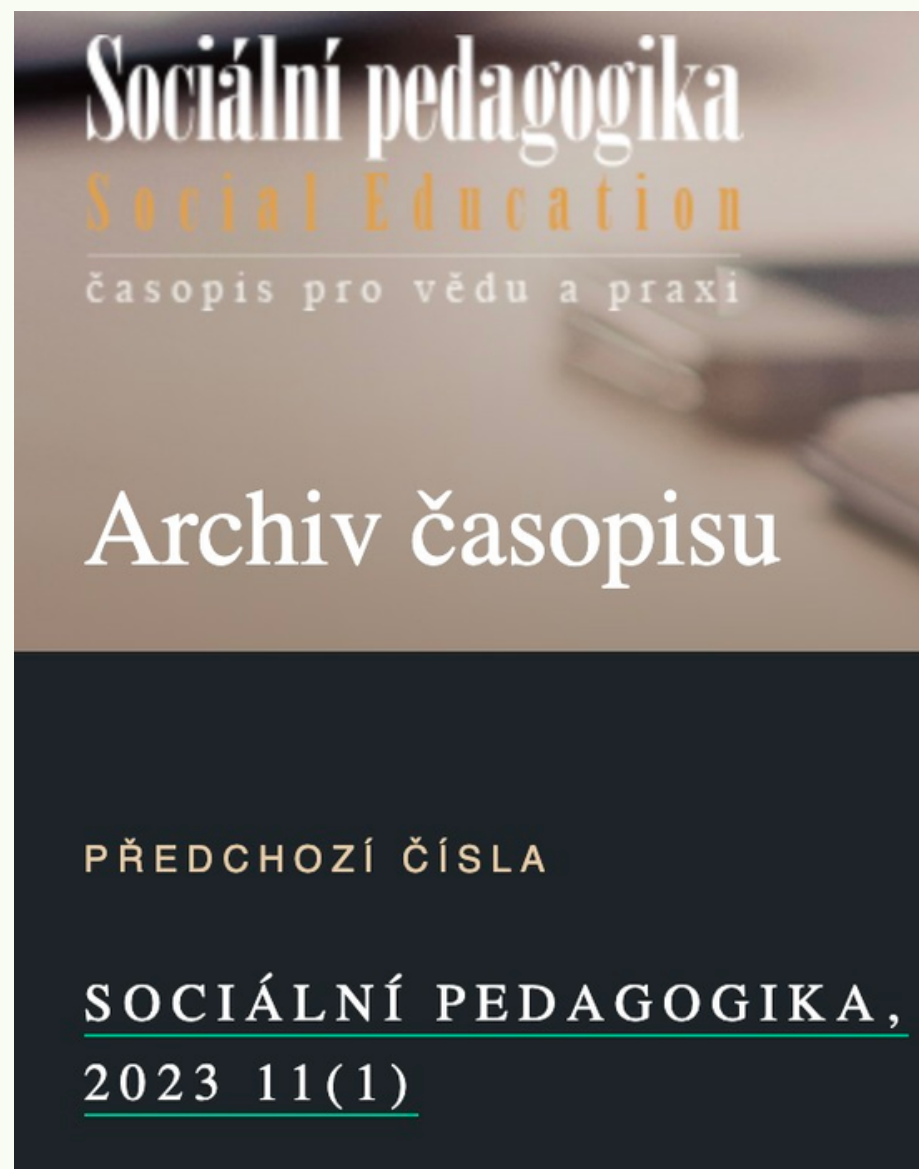 Sociální pedagogika
Social Education
časopis pro vědu a praxi
Archiv časopisu
PŘEDCHOZÍ ČÍSLA
SOCIÁLNÍ PEDAGOGIKA,
2023 11(1)